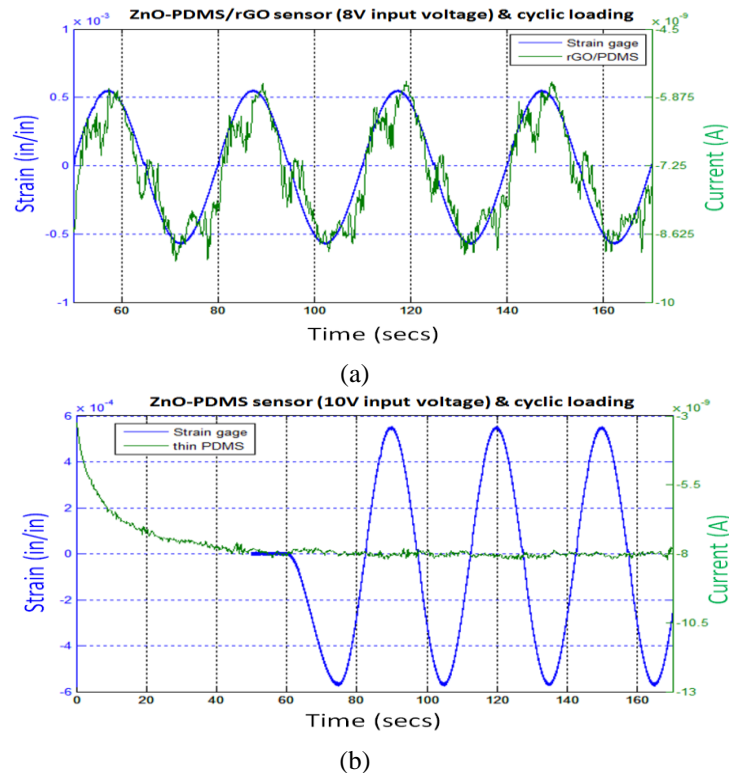 ZnO-PDMS/rGO sensor (8V input voltage) & cyclic loading
x 10⁻³
x 10⁻⁹
1
0.5
0
-0.5
-1
Strain (in/in)
Strain gage
rGO/PDMS
-4.5
-5.875
-7.25
-8.625
-10
Current (A)
60
80
100
120
140
160
Time (secs)
(a)
ZnO-PDMS sensor (10V input voltage) & cyclic loading
x 10⁻⁴
x 10⁻⁹
6
4
2
0
-2
-4
-6
Strain (in/in)
Strain gage
thin PDMS
-3
-5.5
-8
-10.5
-13
Current (A)
0
20
40
60
80
100
120
140
160
Time (secs)
(b)